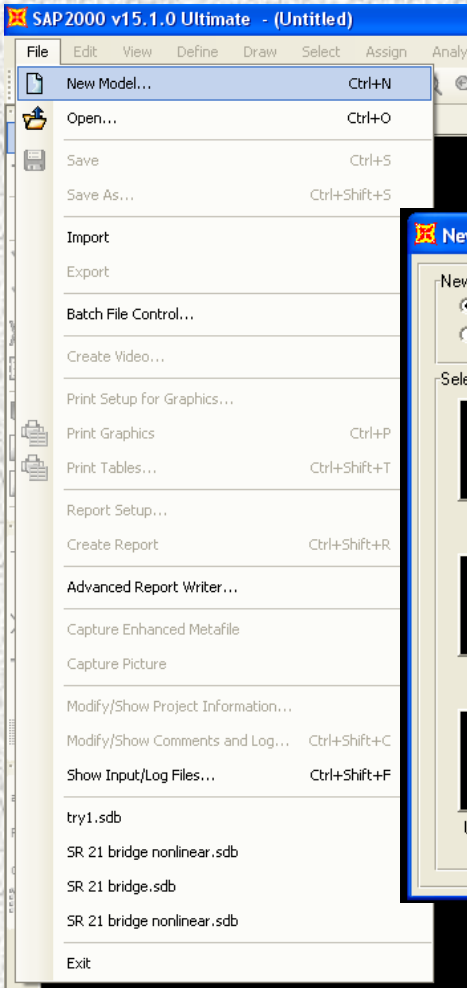 SAP2000 v15.1.0 Ultimate - (Untitled)
File Edit View Define Draw Select Assign Analy
New Model... Ctrl+N
Open... Ctrl+O
Save Ctrl+S
Save As... Ctrl+Shift+S
Import
Export
Batch File Control...
Create Video...
Print Setup for Graphics...
Print Graphics Ctrl+P
Print Tables... Ctrl+Shift+T
Report Setup...
Create Report Ctrl+Shift+R
Advanced Report Writer...
Capture Enhanced Metafile
Capture Picture
Modify/Show Project Information...
Modify/Show Comments and Log... Ctrl+Shift+C
Show Input/Log Files... Ctrl+Shift+F
try1.sdb
SR 21 bridge nonlinear.sdb
SR 21 bridge.sdb
SR 21 bridge nonlinear.sdb
Exit
Ne
New
Sele